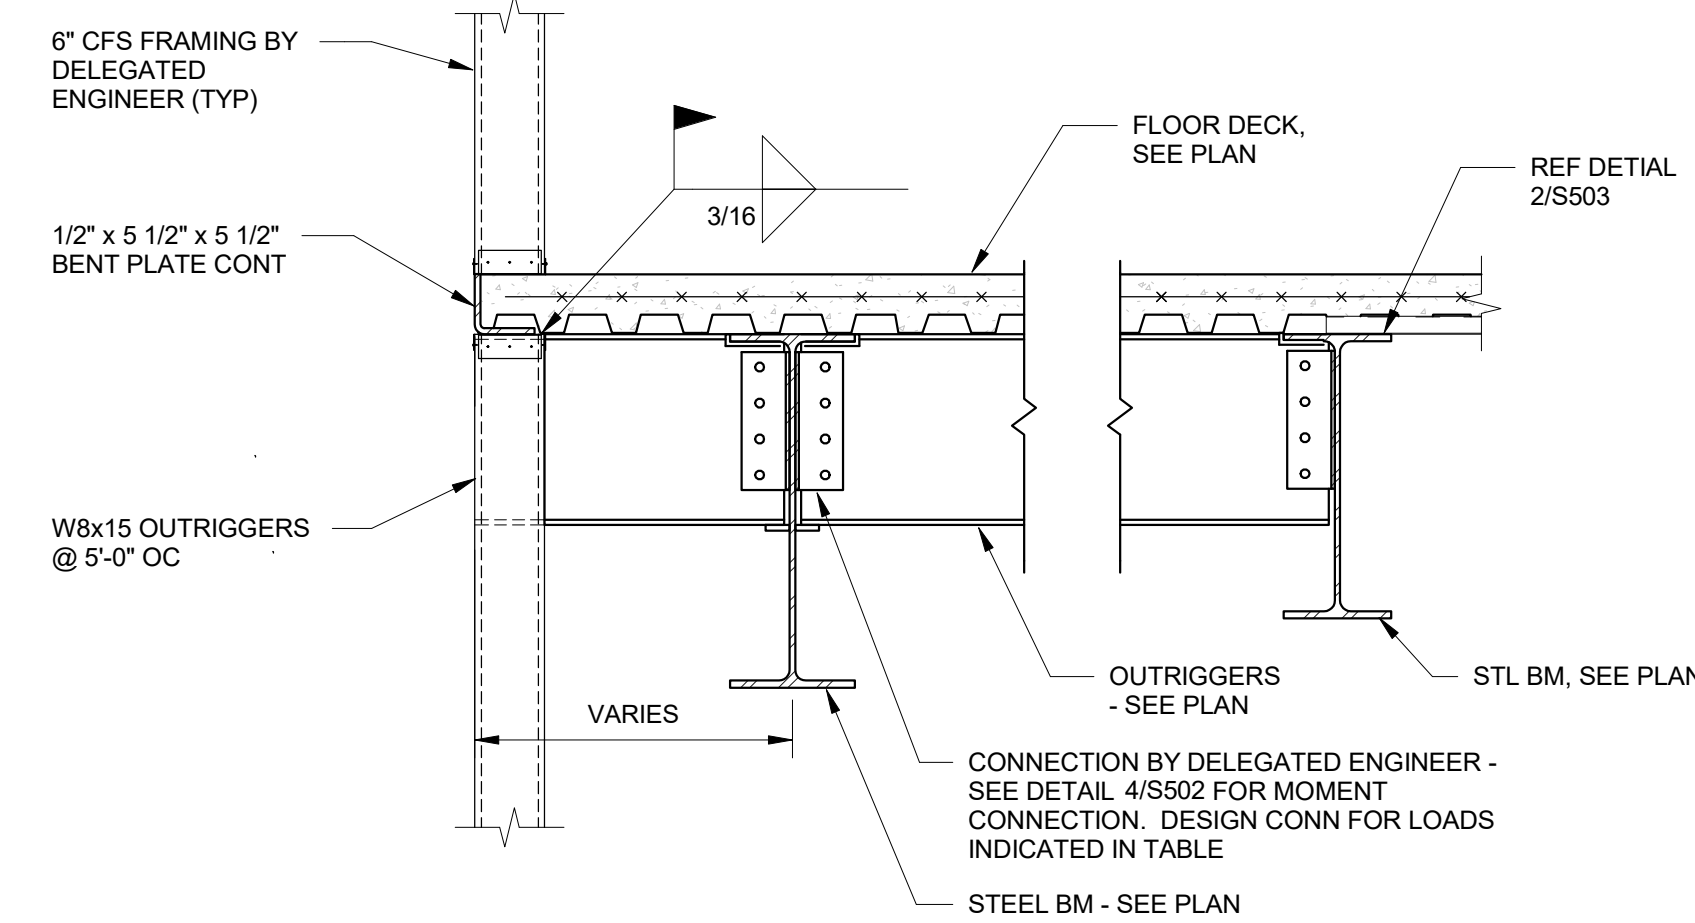 6" CFS FRAMING BY
DELEGATED
ENGINEER (TYP)
FLOOR DECK,
SEE PLAN
REF DETIAL
2/S503
3/16
1/2" x 5 1/2" x 5 1/2"
BENT PLATE CONT
W8x15 OUTRIGGERS
@ 5'-0" OC
OUTRIGGERS
- SEE PLAN
STL BM, SEE PLAN
VARIES
CONNECTION BY DELEGATED ENGINEER -
SEE DETAIL 4/S502 FOR MOMENT
CONNECTION. DESIGN CONN FOR LOADS
INDICATED IN TABLE
STEEL BM - SEE PLAN